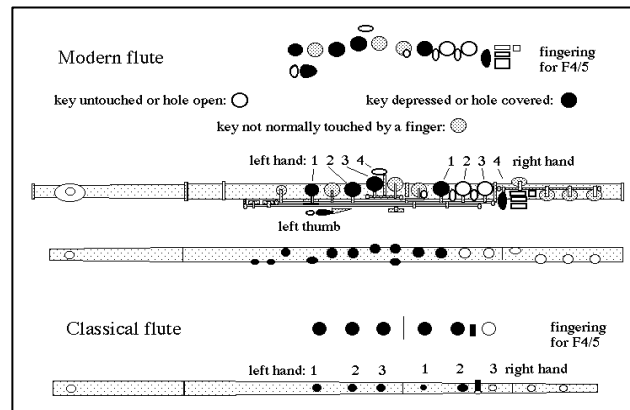 Modern flute
fingering
for F4/5
key untouched or hole open:
key depressed or hole covered:
key not normally touched by a finger:
left hand: 1 2 3 4 1 2 3 4 right hand
left thumb
Classical flute
fingering
for F4/5
left hand: 1 2 3 1 2 3 right hand